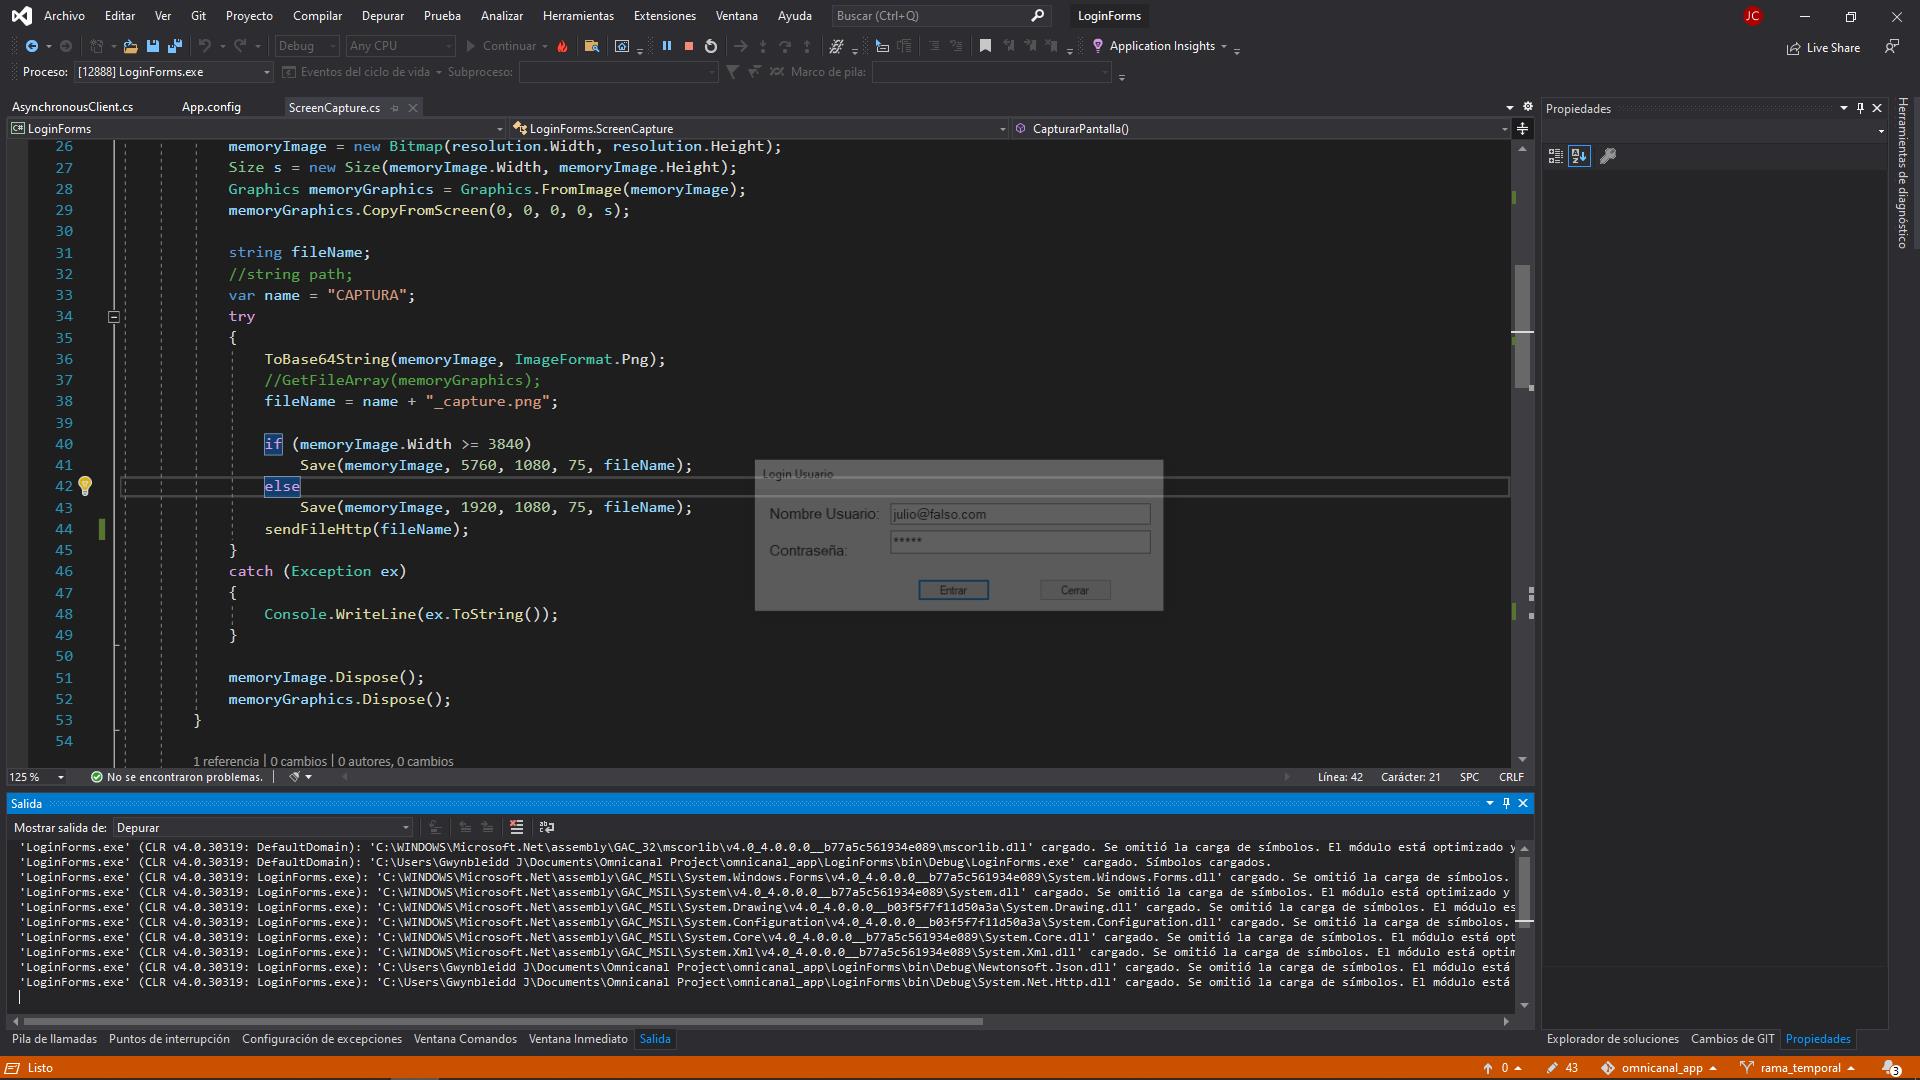 Archivo Editar Ver Git Proyecto Compilar Depurar Prueba Analizar Herramientas Extensiones Ventana Ayuda Buscar (Ctrl+Q) LoginForms JC
Debug Any CPU Continuar Application Insights Live Share
Proceso: [12888] LoginForms.exe Eventos del ciclo de vida Subproceso: Marco de pila:
AsynchronousClient.cs App.config ScreenCapture.cs
LoginForms LoginForms.ScreenCapture CapturarPantalla()
26 memoryImage = new Bitmap(resolution.Width, resolution.Height);
27 Size s = new Size(memoryImage.Width, memoryImage.Height);
28 Graphics memoryGraphics = Graphics.FromImage(memoryImage);
29 memoryGraphics.CopyFromScreen(0, 0, 0, 0, s);
30
31 string fileName;
32 //string path;
33 var name = "CAPTURA";
34 try
35 {
36 ToBase64String(memoryImage, ImageFormat.Png);
37 //GetFileArray(memoryGraphics);
38 fileName = name + "_capture.png";
39
40 if (memoryImage.Width >= 3840)
41 Save(memoryImage, 5760, 1080, 75, fileName);
42 else
43 Save(memoryImage, 1920, 1080, 75, fileName);
44 sendFileHttp(fileName);
45 }
46 catch (Exception ex)
47 {
48 Console.WriteLine(ex.ToString());
49 }
50
51 memoryImage.Dispose();
52 memoryGraphics.Dispose();
53 }
54
1 referencia | 0 cambios | 0 autores, 0 cambios
Login Usuario
Nombre Usuario: julio@falso.com
Contraseña: *****
Entrar Cerrar
125 % No se encontraron problemas. Línea: 42 Carácter: 21 SPC CRLF
Salida
Mostrar salida de: Depurar
'LoginForms.exe' (CLR v4.0.30319: DefaultDomain): 'C:\WINDOWS\Microsoft.Net\assembly\GAC_32\mscorlib\v4.0_4.0.0.0__b77a5c561934e089\mscorlib.dll' cargado. Se omitió la carga de símbolos. El módulo está optimizado y
'LoginForms.exe' (CLR v4.0.30319: DefaultDomain): 'C:\Users\Gwynbleidd J\Documents\Omnicanal Project\omnicanal_app\LoginForms\bin\Debug\LoginForms.exe' cargado. Símbolos cargados.
'LoginForms.exe' (CLR v4.0.30319: LoginForms.exe): 'C:\WINDOWS\Microsoft.Net\assembly\GAC_MSIL\System.Windows.Forms\v4.0_4.0.0.0__b77a5c561934e089\System.Windows.Forms.dll' cargado. Se omitió la carga de símbolos.
'LoginForms.exe' (CLR v4.0.30319: LoginForms.exe): 'C:\WINDOWS\Microsoft.Net\assembly\GAC_MSIL\System\v4.0_4.0.0.0__b77a5c561934e089\System.dll' cargado. Se omitió la carga de símbolos. El módulo está optimizado y
'LoginForms.exe' (CLR v4.0.30319: LoginForms.exe): 'C:\WINDOWS\Microsoft.Net\assembly\GAC_MSIL\System.Drawing\v4.0_4.0.0.0__b03f5f7f11d50a3a\System.Drawing.dll' cargado. Se omitió la carga de símbolos. El módulo es
'LoginForms.exe' (CLR v4.0.30319: LoginForms.exe): 'C:\WINDOWS\Microsoft.Net\assembly\GAC_MSIL\System.Configuration\v4.0_4.0.0.0__b03f5f7f11d50a3a\System.Configuration.dll' cargado. Se omitió la carga de símbolos.
'LoginForms.exe' (CLR v4.0.30319: LoginForms.exe): 'C:\WINDOWS\Microsoft.Net\assembly\GAC_MSIL\System.Core\v4.0_4.0.0.0__b77a5c561934e089\System.Core.dll' cargado. Se omitió la carga de símbolos. El módulo está opt
'LoginForms.exe' (CLR v4.0.30319: LoginForms.exe): 'C:\WINDOWS\Microsoft.Net\assembly\GAC_MSIL\System.Xml\v4.0_4.0.0.0__b77a5c561934e089\System.Xml.dll' cargado. Se omitió la carga de símbolos. El módulo está optim
'LoginForms.exe' (CLR v4.0.30319: LoginForms.exe): 'C:\Users\Gwynbleidd J\Documents\Omnicanal Project\omnicanal_app\LoginForms\bin\Debug\Newtonsoft.Json.dll' cargado. Se omitió la carga de símbolos. El módulo está
'LoginForms.exe' (CLR v4.0.30319: LoginForms.exe): 'C:\Users\Gwynbleidd J\Documents\Omnicanal Project\omnicanal_app\LoginForms\bin\Debug\System.Net.Http.dll' cargado. Se omitió la carga de símbolos. El módulo está
Pila de llamadas Puntos de interrupción Configuración de excepciones Ventana Comandos Ventana Inmediato Salida
Propiedades
Herramientas de diagnóstico
Explorador de soluciones Cambios de GIT Propiedades
Listo 0 43 omnicanal_app rama_temporal 3